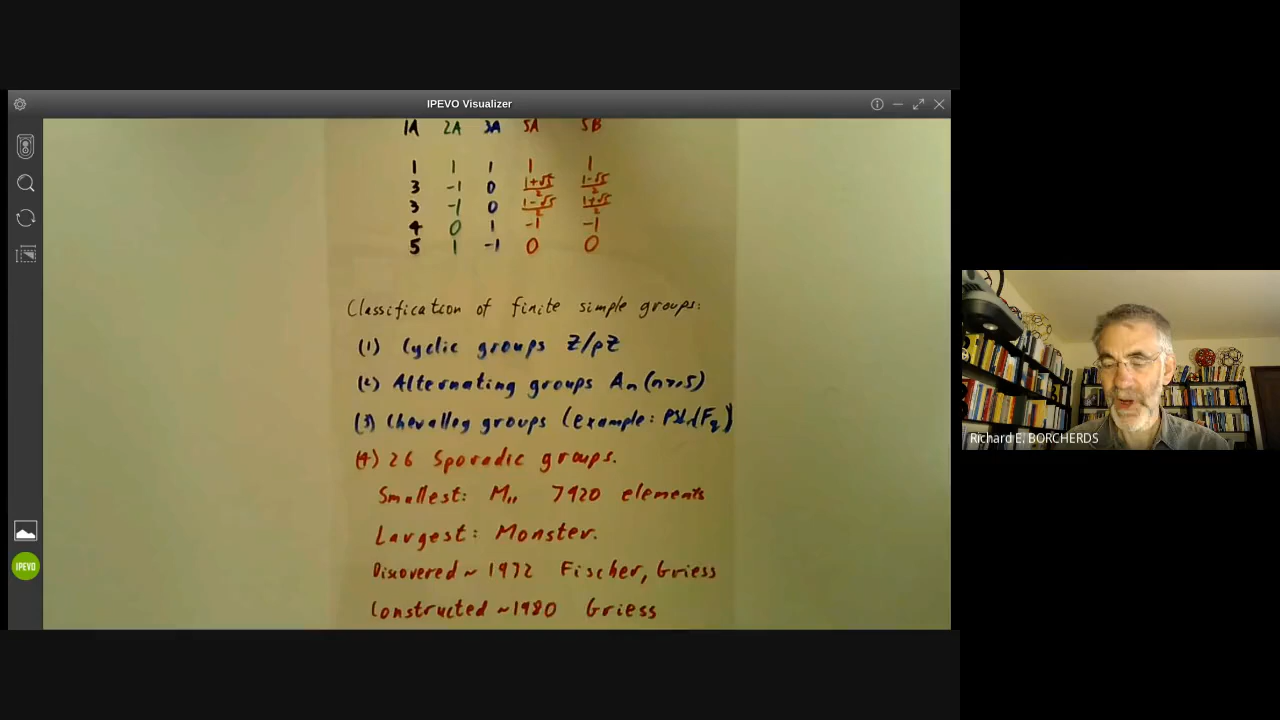 IPEVO Visualizer
1A 2A 3A 5A 5B
1 1 1 1 1
3 -1 0 1+√5/2 1-√5/2
3 -1 0 1-√5/2 1+√5/2
4 0 1 -1 -1
5 1 -1 0 0
Classification of finite simple groups:
(1) Cyclic groups Z/pZ
(2) Alternating groups An (n≥5)
(3) Chevalley groups (example: PSLn(Fq))
(4) 26 Sporadic groups.
Smallest: M11 7920 elements
Largest: Monster.
Discovered ~ 1972 Fischer, Griess
Constructed ~1980 Griess
IPEVO
Richard E. BORCHERDS